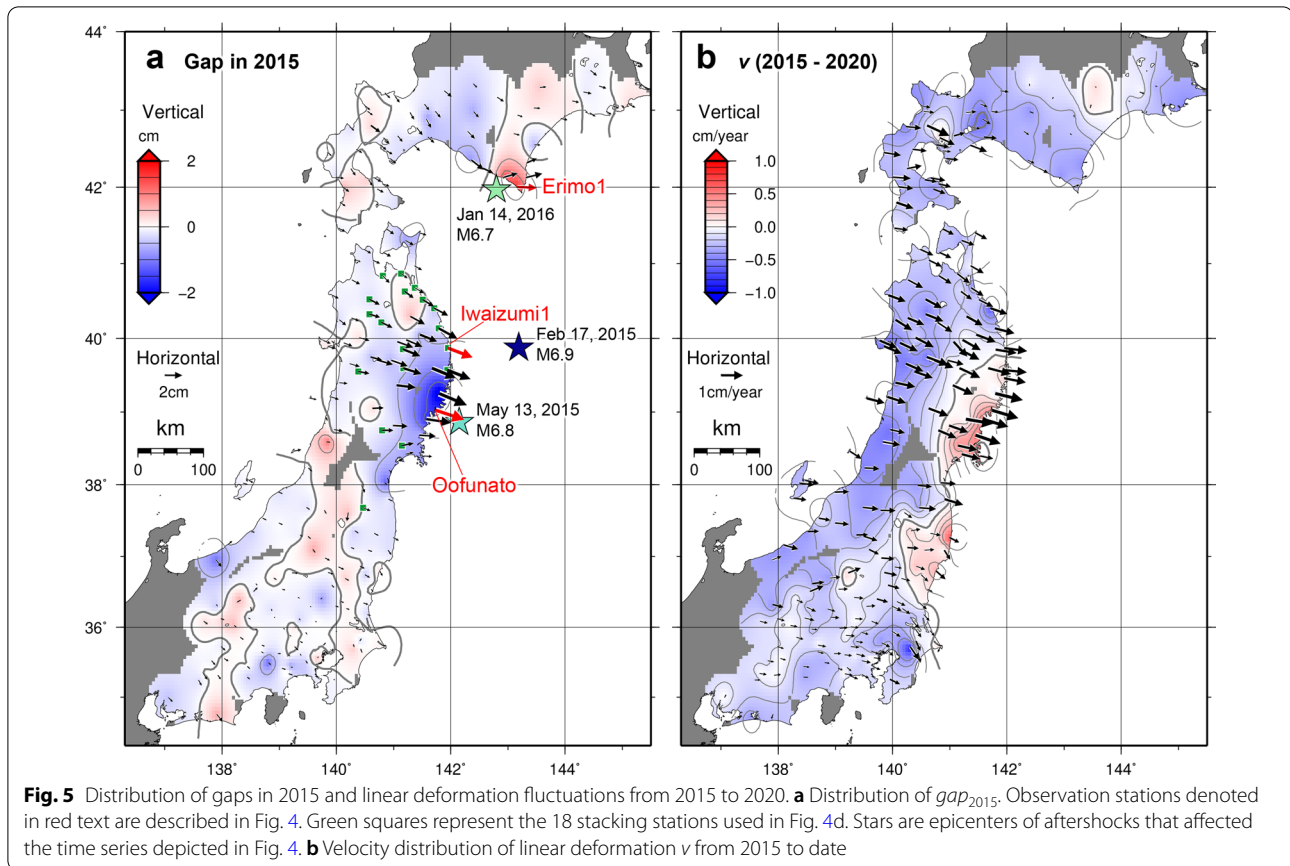 a Gap in 2015
Vertical
cm
2
0
−2
Horizontal
2cm
km
0 100
Erimo1
Jan 14, 2016
M6.7
Iwaizumi1
Feb 17, 2015
M6.9
May 13, 2015
M6.8
Oofunato
44˚
42˚
40˚
38˚
36˚
138˚ 140˚ 142˚ 144˚
b v (2015 - 2020)
Vertical
cm/year
1.0
0.5
0.0
−0.5
−1.0
Horizontal
1cm/year
km
0 100
138˚ 140˚ 142˚ 144˚
Fig. 5 Distribution of gaps in 2015 and linear deformation fluctuations from 2015 to 2020. a Distribution of gap2015. Observation stations denoted
in red text are described in Fig. 4. Green squares represent the 18 stacking stations used in Fig. 4d. Stars are epicenters of aftershocks that affected
the time series depicted in Fig. 4. b Velocity distribution of linear deformation v from 2015 to date